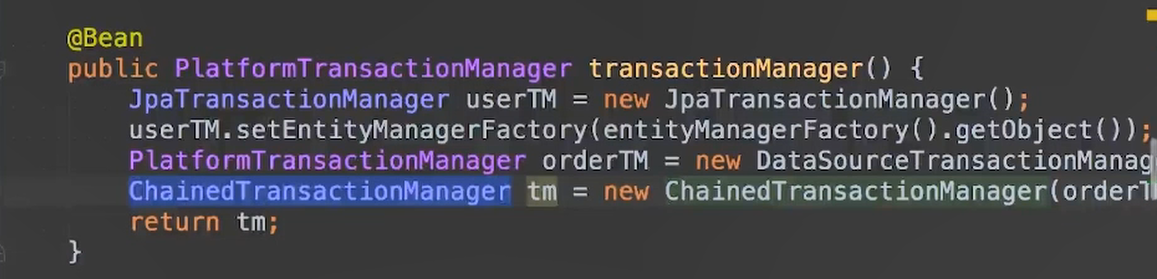 @Bean
public PlatformTransactionManager transactionManager() {
JpaTransactionManager userTM = new JpaTransactionManager();
userTM.setEntityManagerFactory(entityManagerFactory().getObject());
PlatformTransactionManager orderTM = new DataSourceTransactionManag
ChainedTransactionManager tm = new ChainedTransactionManager(orderT
return tm;
}